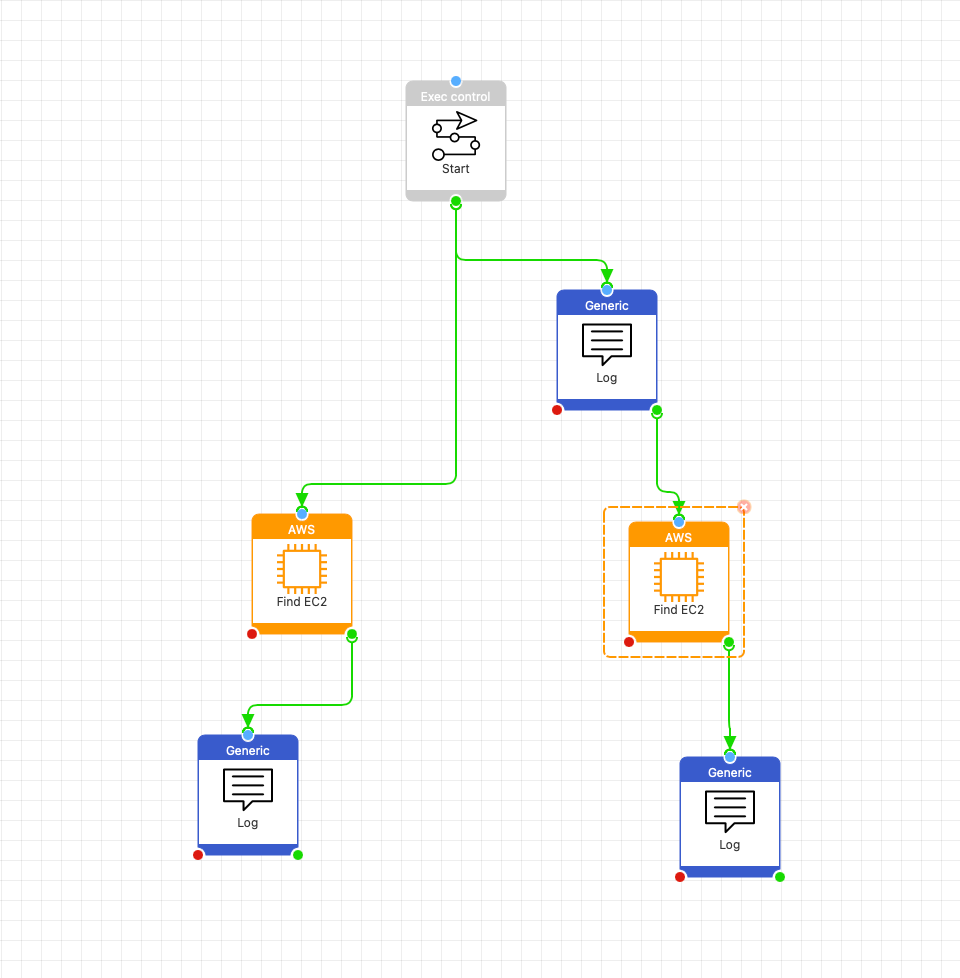 Exec control
Start
Generic
Log
AWS
Find EC2
AWS
Find EC2
Generic
Log
Generic
Log